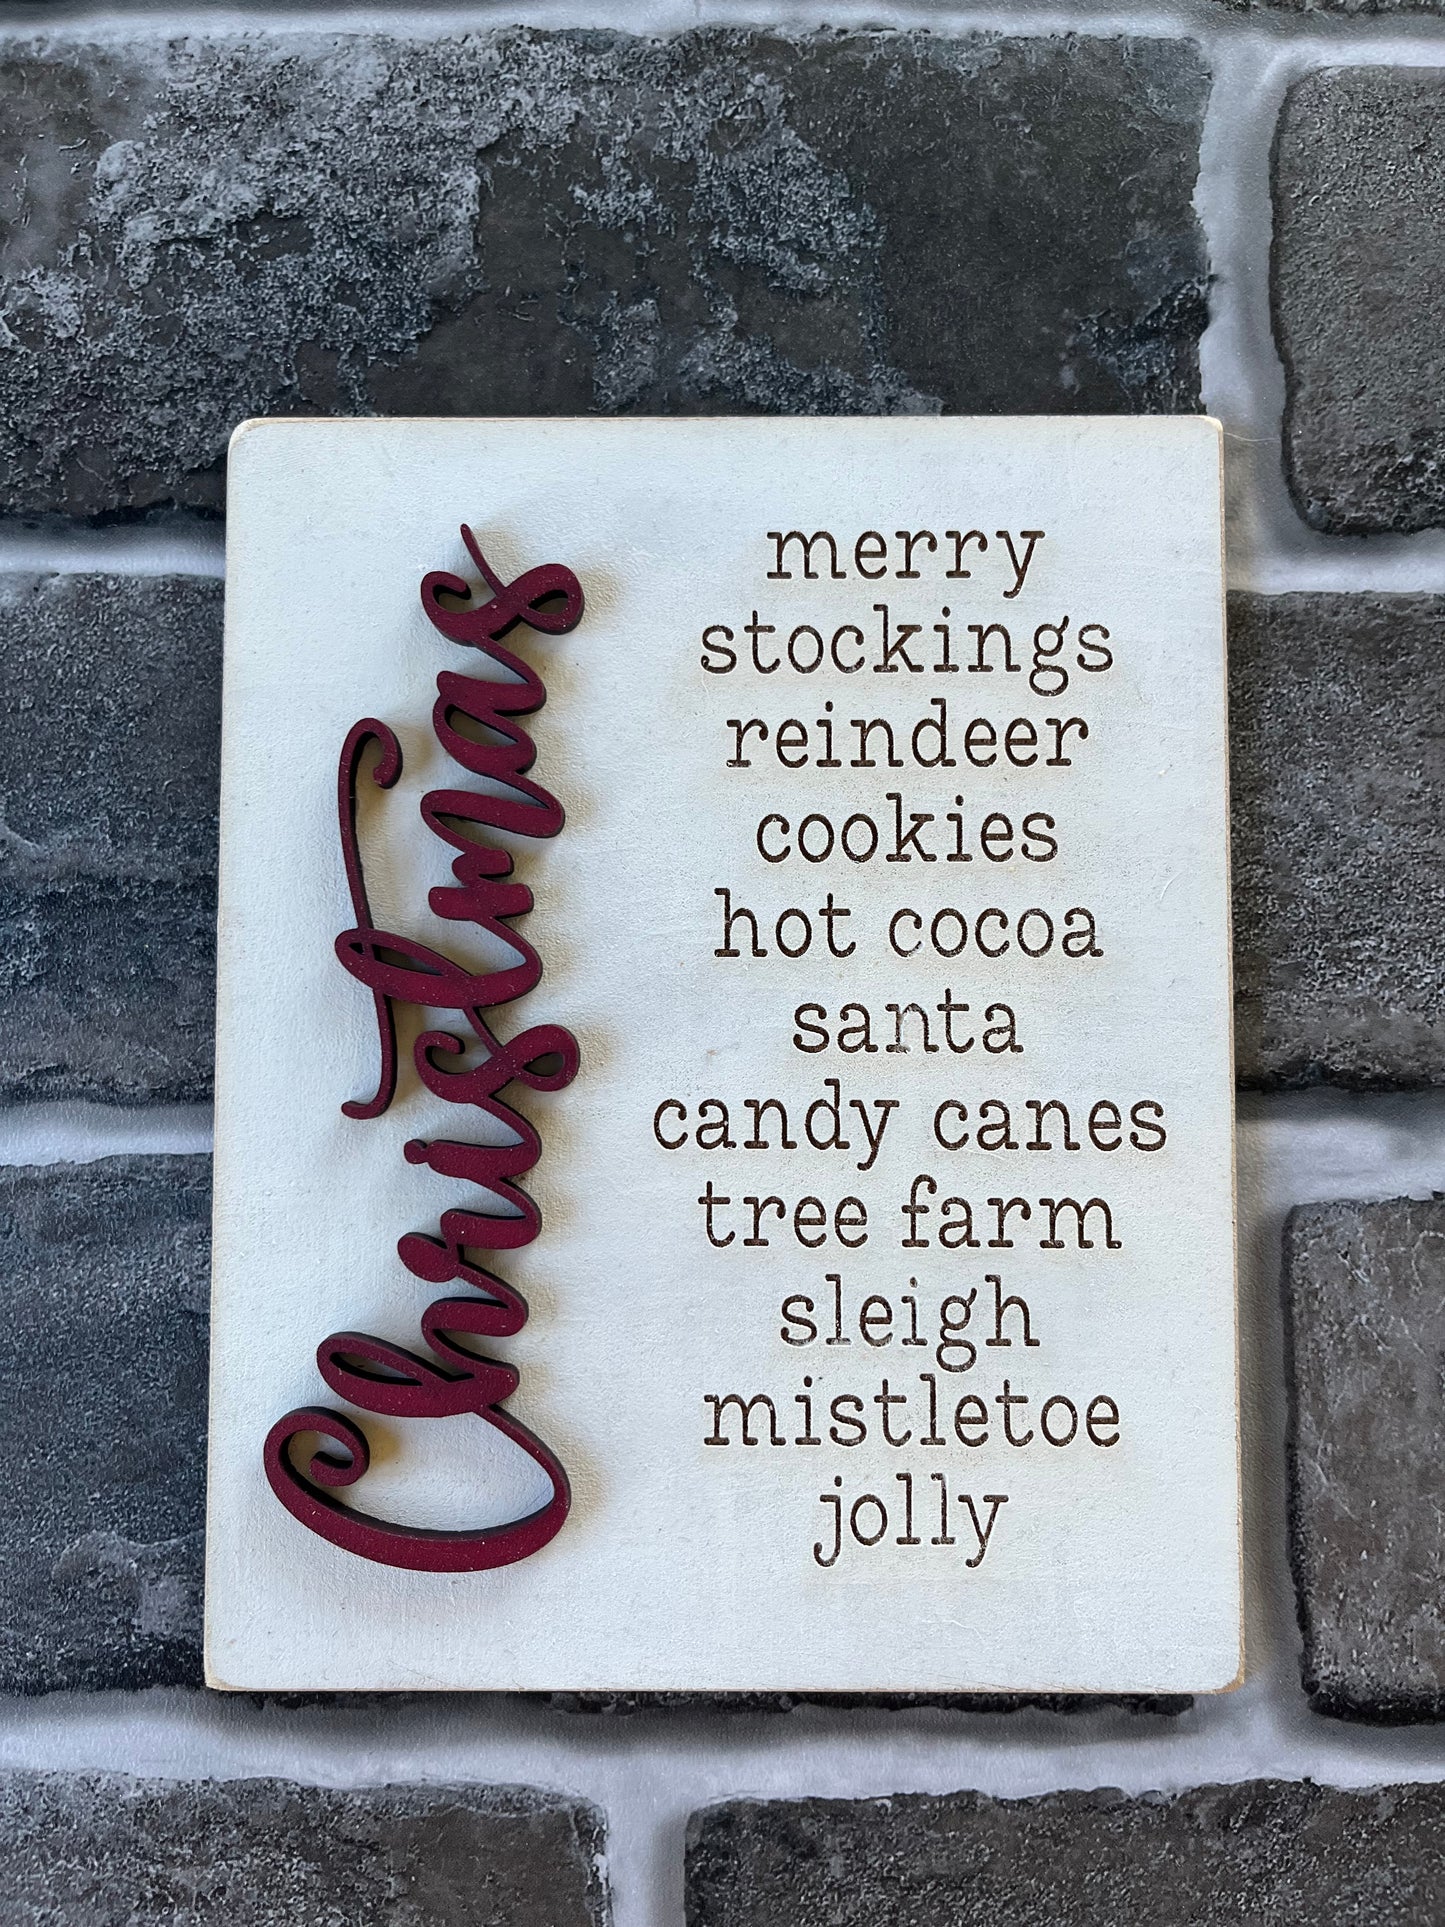 Christmas
merry
stockings
reindeer
cookies
hot cocoa
santa
candy canes
tree farm
sleigh
mistletoe
jolly